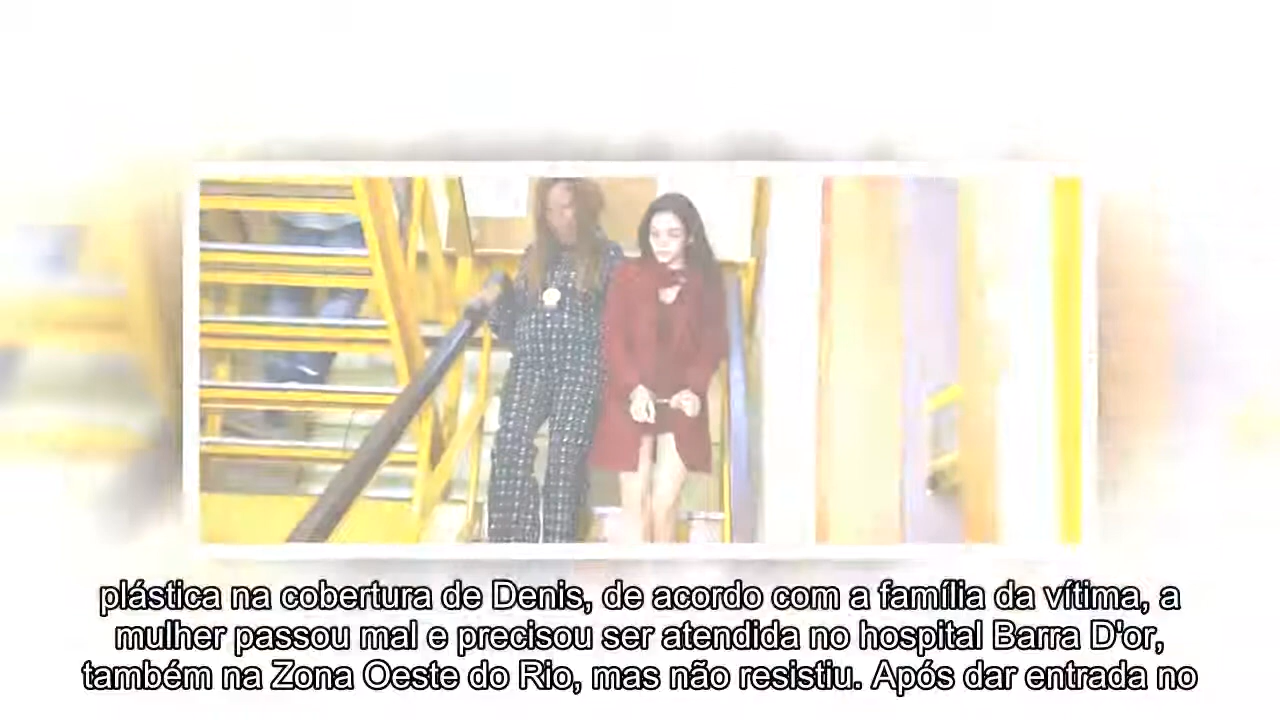 plástica na cobertura de Denis, de acordo com a família da vítima, a
mulher passou mal e precisou ser atendida no hospital Barra D'or,
também na Zona Oeste do Rio, mas não resistiu. Após dar entrada no